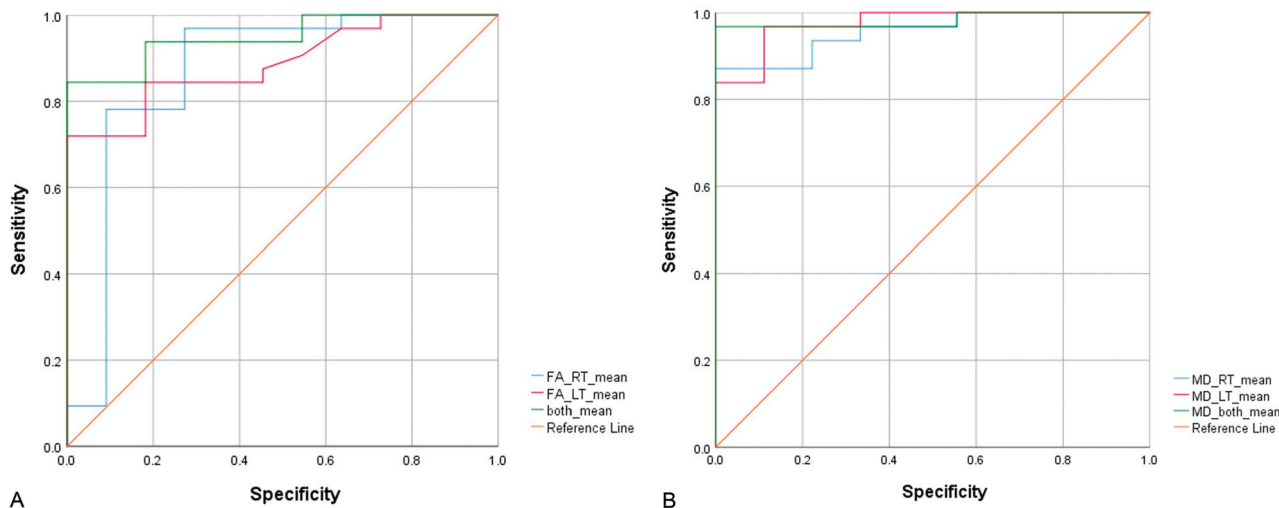 1.0
0.8
0.6
0.4
0.2
0.0
0.0 0.2 0.4 0.6 0.8 1.0
Sensitivity
Specificity
FA_RT_mean
FA_LT_mean
both_mean
Reference Line
A
1.0
0.8
0.6
0.4
0.2
0.0
0.0 0.2 0.4 0.6 0.8 1.0
Sensitivity
Specificity
MD_RT_mean
MD_LT_mean
MD_both_mean
Reference Line
B